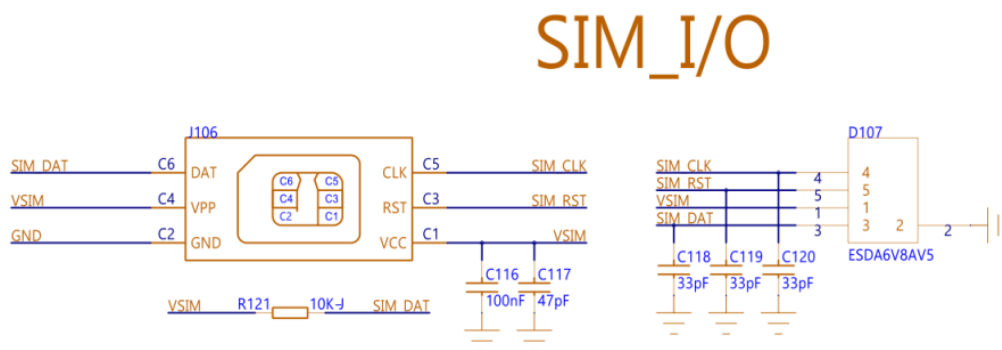 SIM_I/O
J106
D107
SIM_DAT C6 DAT CLK C5 SIM_CLK
C6 C5
VSIM C4 VPP RST C3 SIM_RST
C4 C3
C2 C1
GND C2 GND VCC C1 VSIM
C116
100nF
C117
47pF
VSIM R121 10K-J SIM_DAT
SIM_CLK 4 4
SIM_RST 5 5
VSIM 1 1
SIM_DAT 3 3 2 2
ESDA6V8AV5
C118
33pF
C119
33pF
C120
33pF